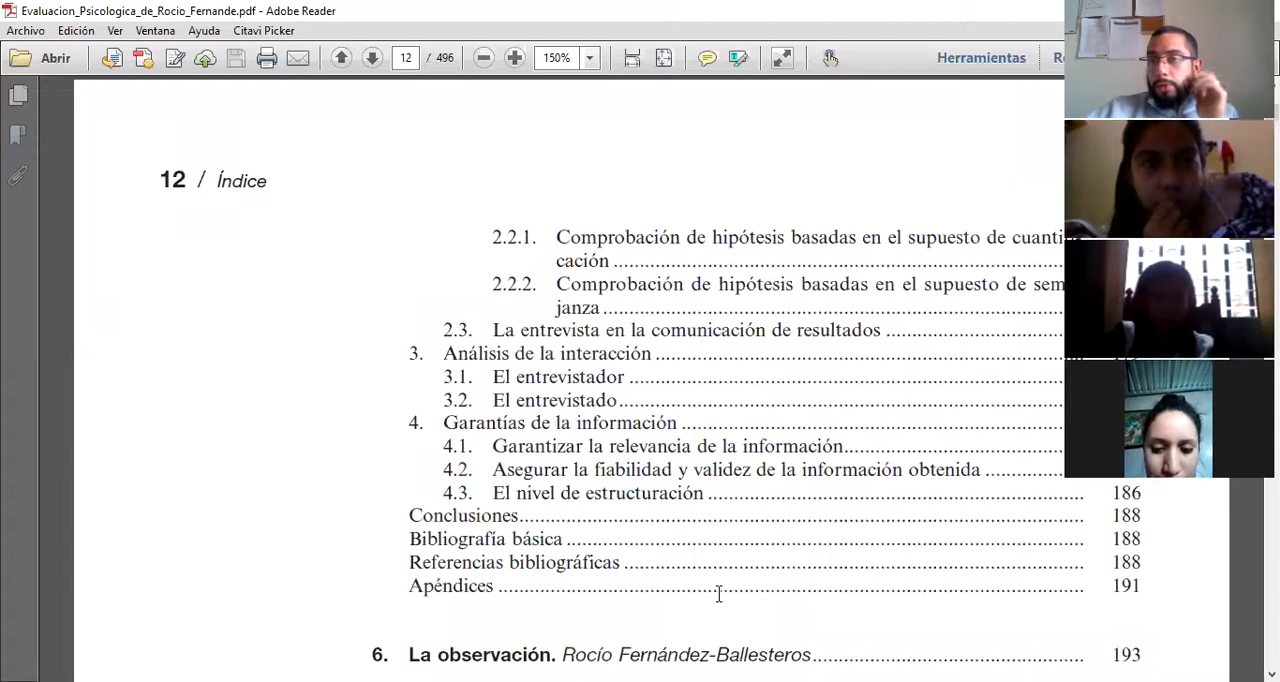 Evaluacion_Psicologica_de_Rocio_Fernande.pdf - Adobe Reader
Archivo Edición Ver Ventana Ayuda Citavi Picker
Abrir 12 / 496 150% Herramientas
12 / Índice
2.2.1. Comprobación de hipótesis basadas en el supuesto de cuanti
cación
2.2.2. Comprobación de hipótesis basadas en el supuesto de sem
janza
2.3. La entrevista en la comunicación de resultados
3. Análisis de la interacción
3.1. El entrevistador
3.2. El entrevistado
4. Garantías de la información
4.1. Garantizar la relevancia de la información
4.2. Asegurar la fiabilidad y validez de la información obtenida
4.3. El nivel de estructuración 186
Conclusiones 188
Bibliografía básica 188
Referencias bibliográficas 188
Apéndices 191
6. La observación. Rocío Fernández-Ballesteros 193